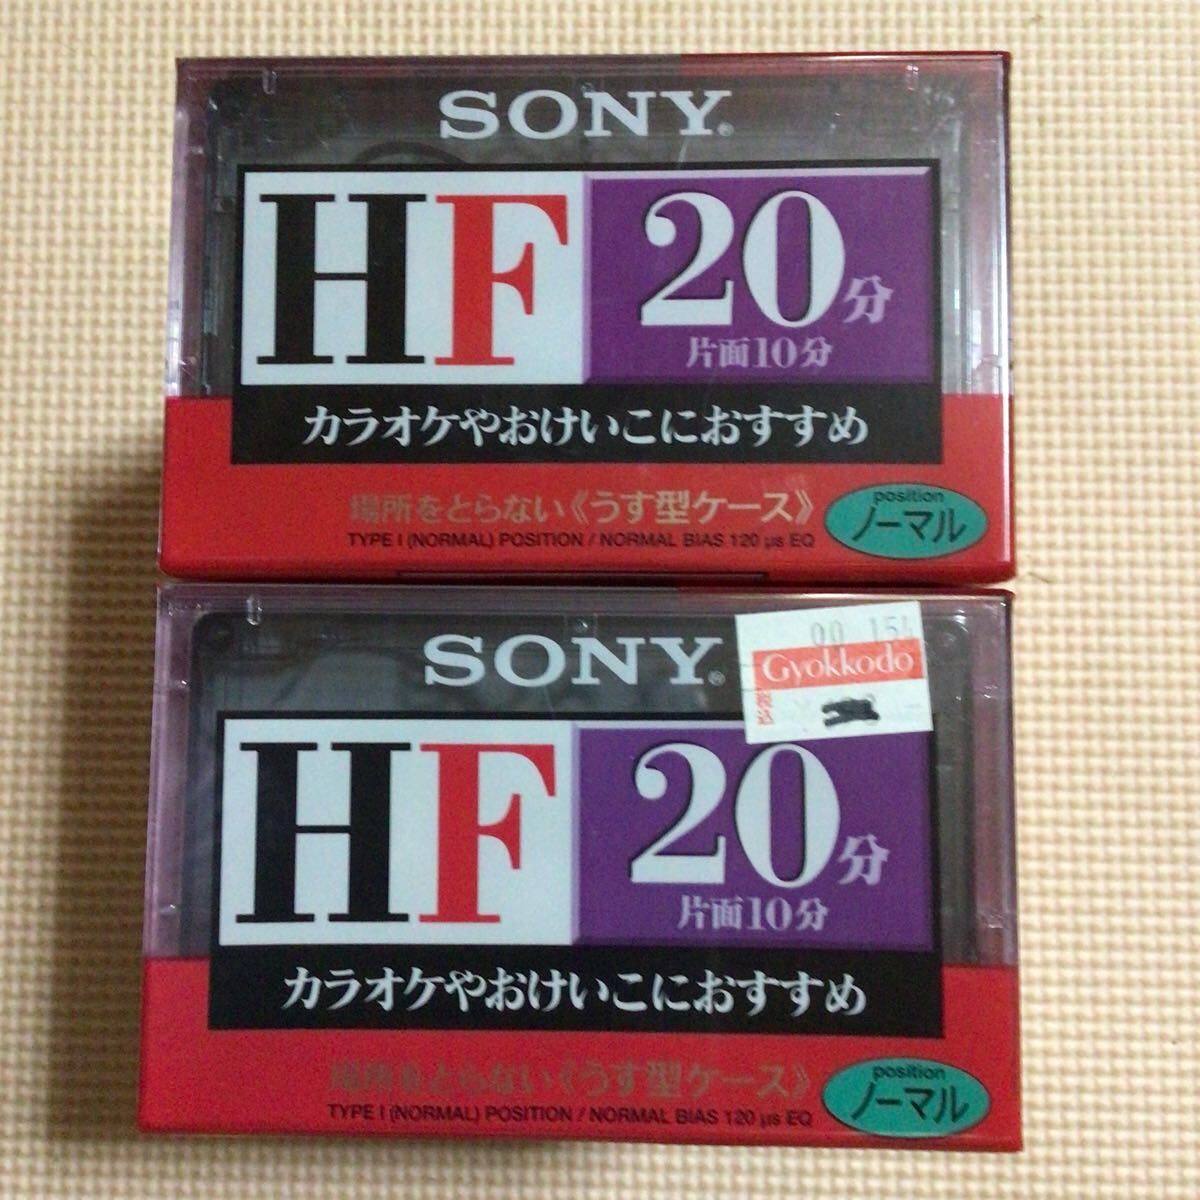 SONY®
HF 20分
片面10分
カラオケやおけいこにおすすめ
場所をとらない《うす型ケース》
position
ノーマル
TYPE I (NORMAL) POSITION / NORMAL BIAS 120 μs EQ
SONY®
00 154
Gyokkodo
税込
HF 20分
片面10分
カラオケやおけいこにおすすめ
場所をとらない《うす型ケース》
position
ノーマル
TYPE I (NORMAL) POSITION / NORMAL BIAS 120 μs EQ